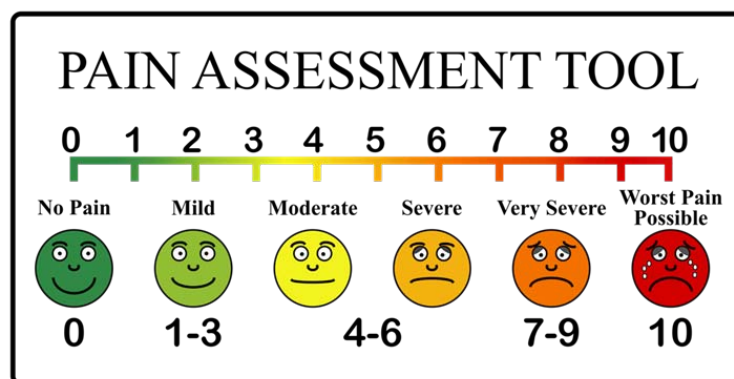 PAIN ASSESSMENT TOOL
0 1 2 3 4 5 6 7 8 9 10
No Pain Mild Moderate Severe Very Severe Worst Pain
Possible
0 1-3 4-6 7-9 10